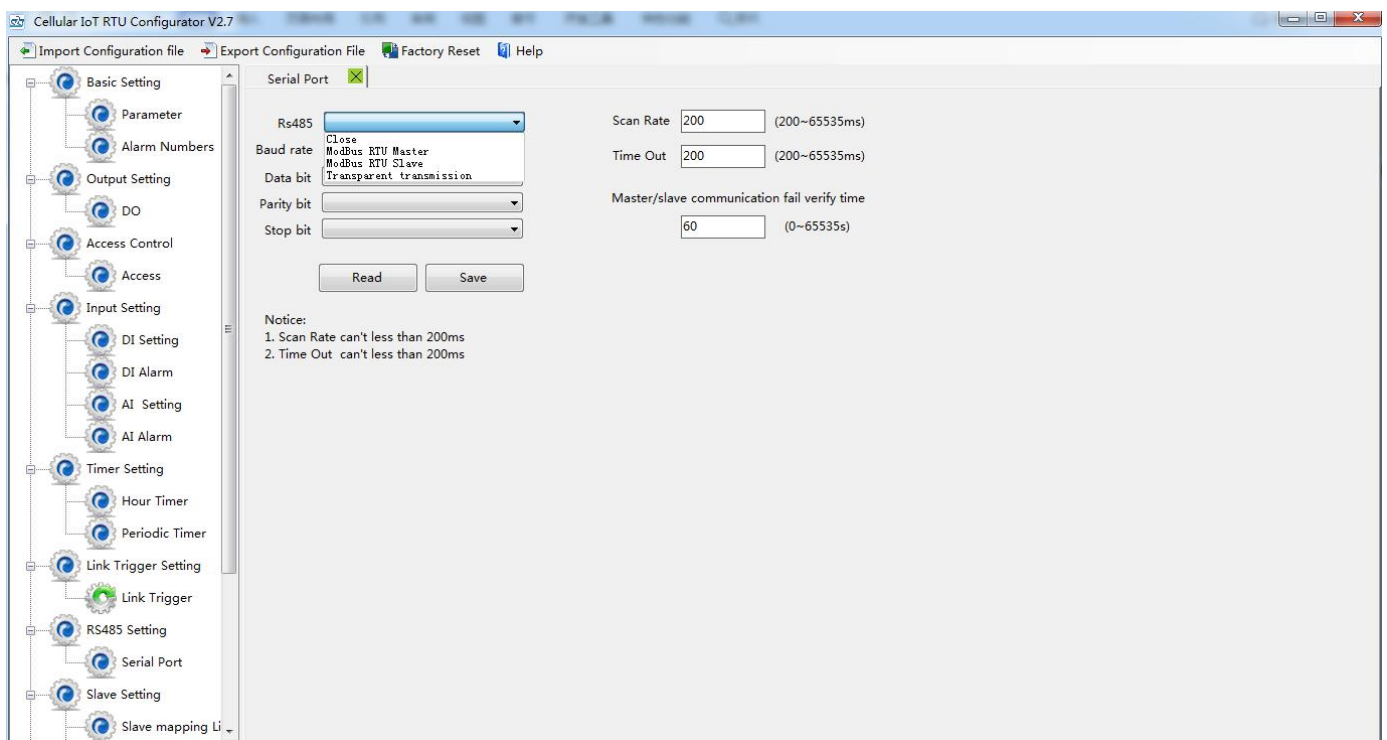 Cellular IoT RTU Configurator V2.7
Import Configuration file Export Configuration File Factory Reset Help
Basic Setting
Parameter
Alarm Numbers
Output Setting
DO
Access Control
Access
Input Setting
DI Setting
DI Alarm
AI Setting
AI Alarm
Timer Setting
Hour Timer
Periodic Timer
Link Trigger Setting
Link Trigger
RS485 Setting
Serial Port
Slave Setting
Slave mapping Li
Serial Port
Rs485
Close
ModBus RTU Master
ModBus RTU Slave
Transparent transmission
Baud rate
Data bit
Parity bit
Stop bit
Read Save
Scan Rate 200 (200~65535ms)
Time Out 200 (200~65535ms)
Master/slave communication fail verify time
60 (0~65535s)
Notice:
1. Scan Rate can't less than 200ms
2. Time Out can't less than 200ms